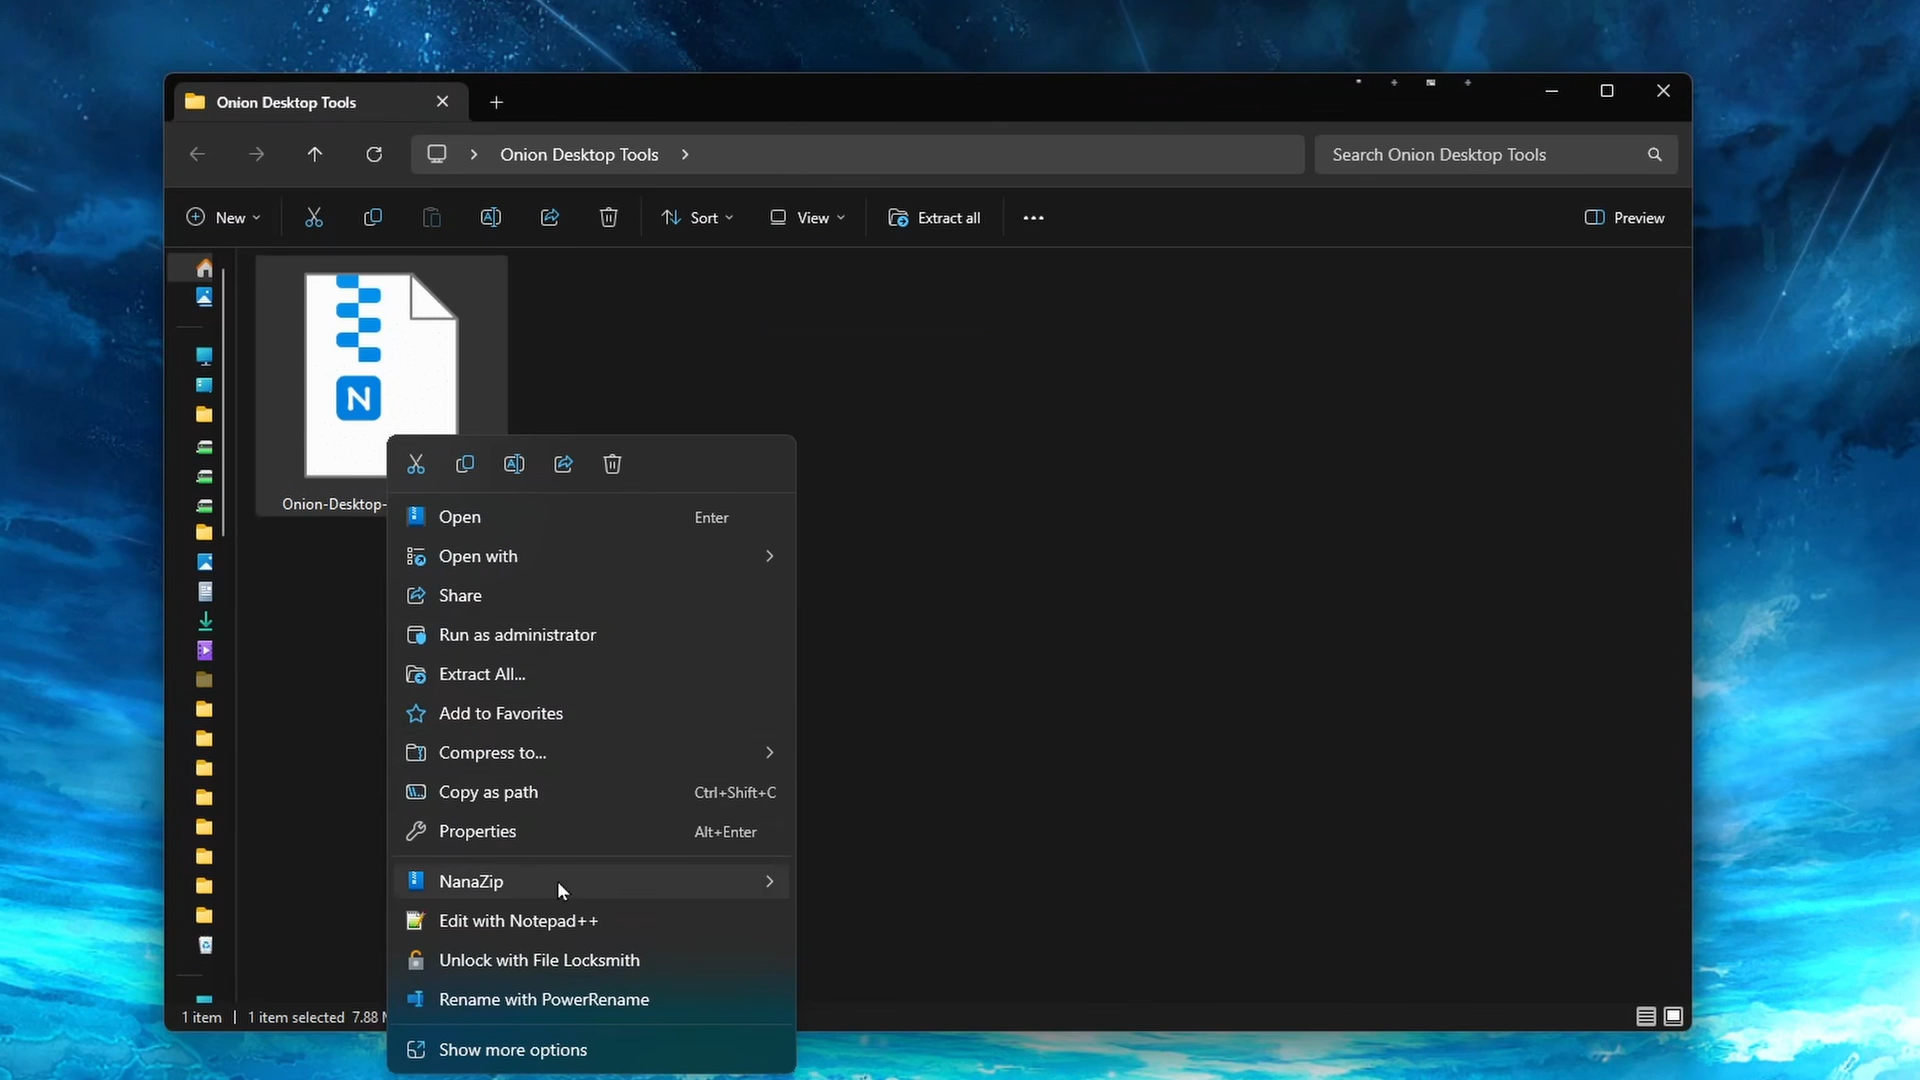 Onion Desktop Tools
Onion Desktop Tools
Search Onion Desktop Tools
New
Sort
View
Extract all
Preview
N
Onion-Desktop-
Open Enter
Open with
Share
Run as administrator
Extract All...
Add to Favorites
Compress to...
Copy as path Ctrl+Shift+C
Properties Alt+Enter
NanaZip
Edit with Notepad++
Unlock with File Locksmith
Rename with PowerRename
Show more options
1 item 1 item selected 7.88